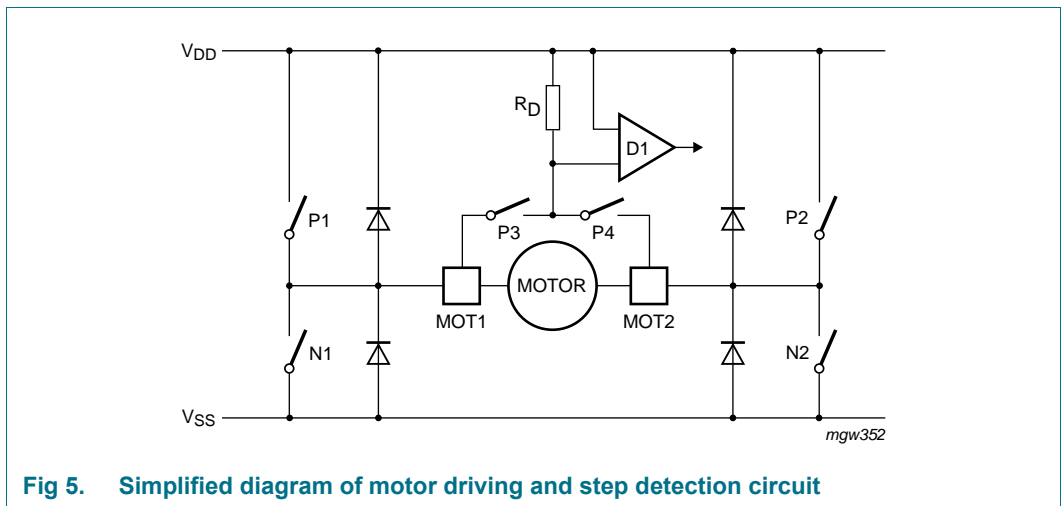 VDD
RD
D1
P1
P3
P4
P2
MOTOR
MOT1
MOT2
N1
N2
VSS
mgw352
Fig 5. Simplified diagram of motor driving and step detection circuit